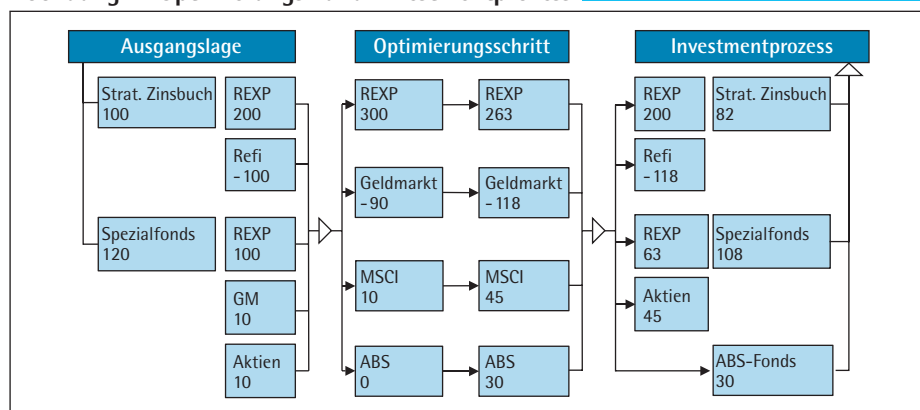 Ausgangslage
Strat. Zinsbuch
100
REXP
200
Refi
-100
Spezialfonds
120
REXP
100
GM
10
Aktien
10
Optimierungsschritt
REXP
300
REXP
263
Geldmarkt
-90
Geldmarkt
-118
MSCI
10
MSCI
45
ABS
0
ABS
30
Investmentprozess
REXP
200
Strat. Zinsbuch
82
Refi
-118
REXP
63
Spezialfonds
108
Aktien
45
ABS-Fonds
30